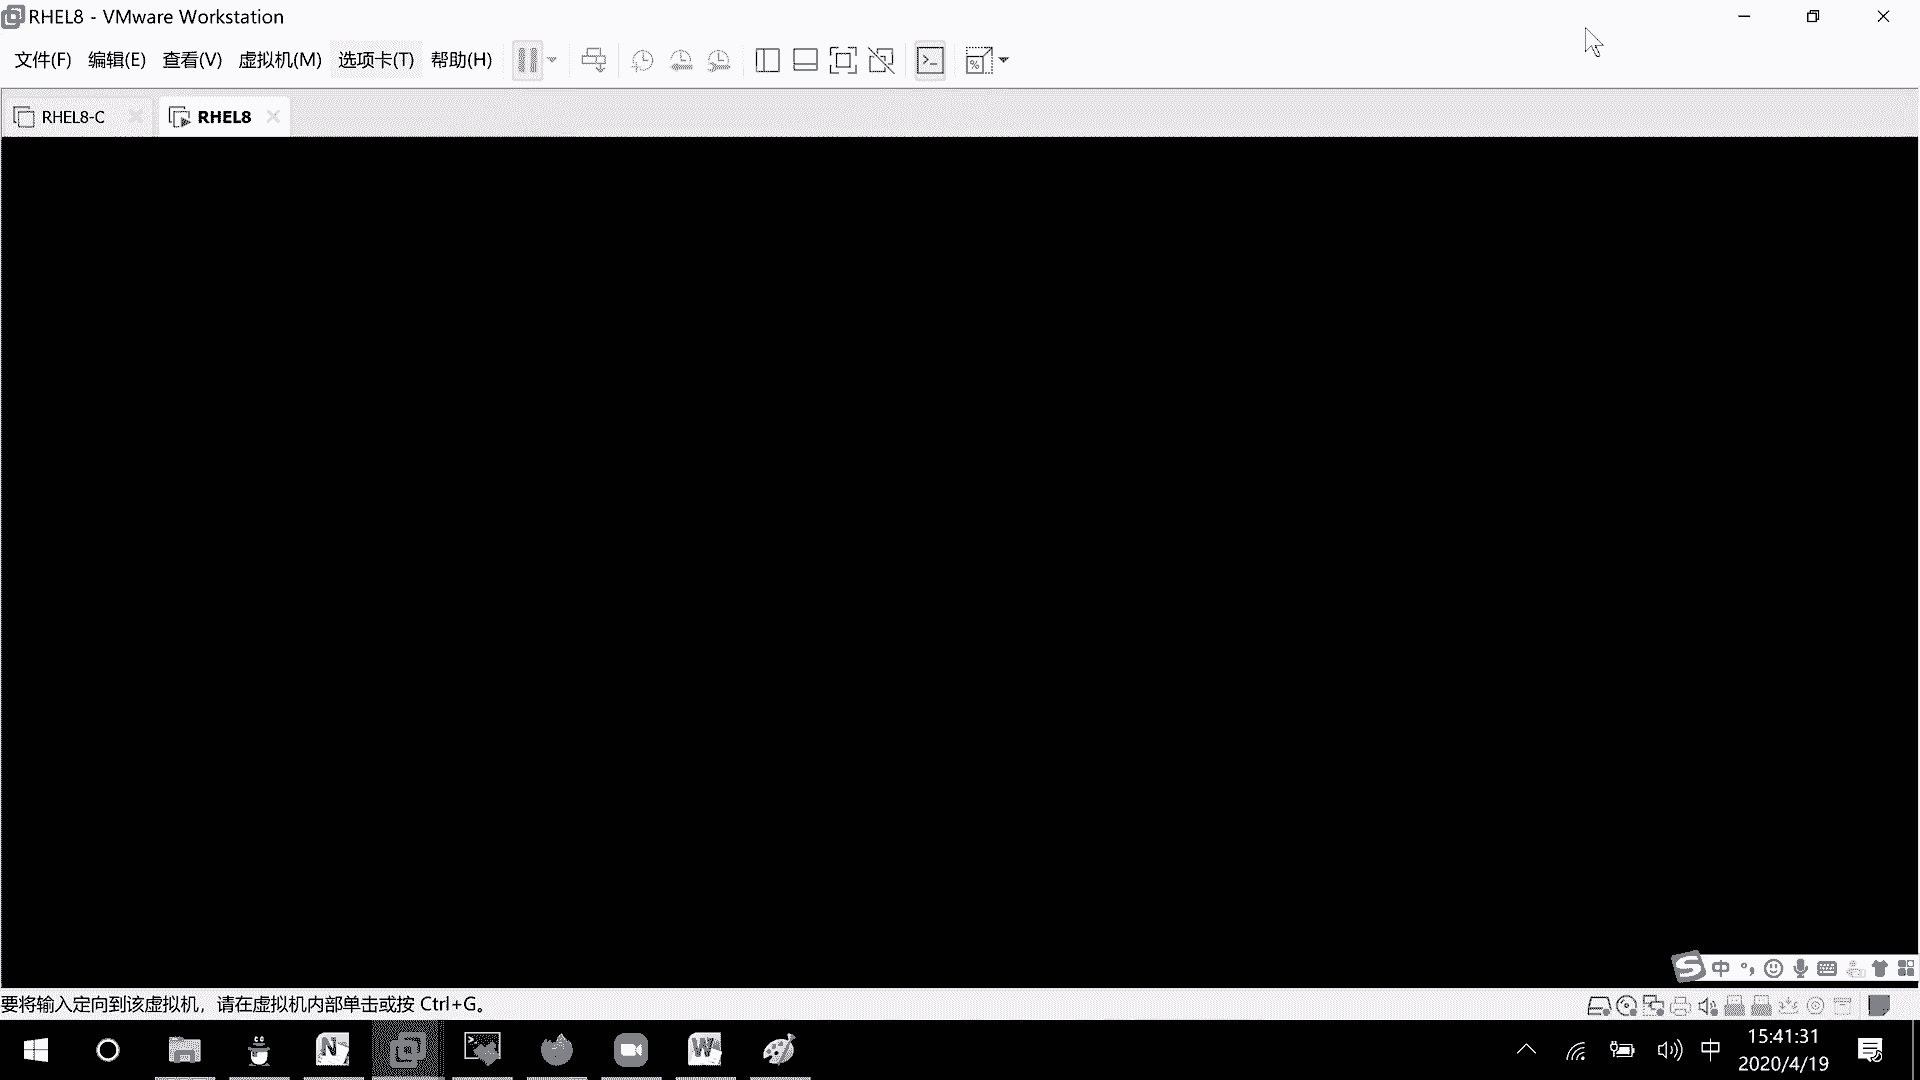 RHEL8 - VMware Workstation
文件(F) 编辑(E) 查看(V) 虚拟机(M) 选项卡(T) 帮助(H)
RHEL8-C RHEL8
中
要将输入定向到该虚拟机，请在虚拟机内部单击或按 Ctrl+G。
N W 中 15:41:31
2020/4/19